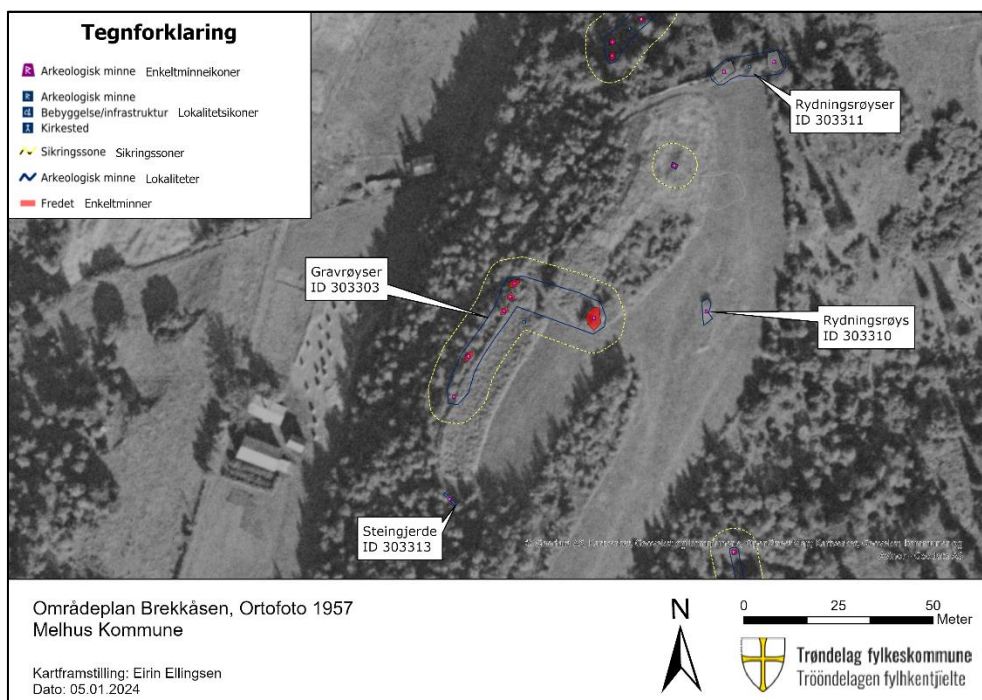 Tegnforklaring
Arkeologisk minne Enkeltminneikoner
Arkeologisk minne
Bebyggelse/infrastruktur Lokalitetsikoner
Kirkested
Sikringssone Sikringssoner
Arkeologisk minne Lokaliteter
Fredet Enkeltminner
Rydningsrøyser
ID 303311
Gravrøyser
ID 303303
Rydningsrøys
ID 303310
Steingjerde
ID 303313
Områdeplan Brekkåsen, Ortofoto 1957
Melhus Kommune
Kartframstilling: Eirin Ellingsen
Dato: 05.01.2024
N
0 25 50
Meter
Trøndelag fylkeskommune
Trööndelagen fylhkentjïelte